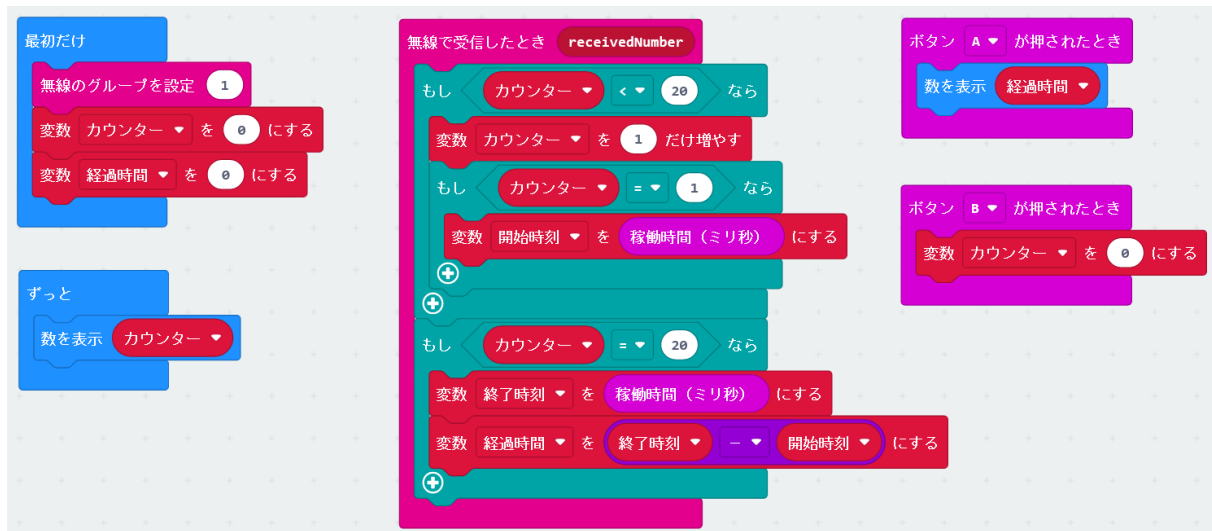 最初だけ
無線のグループを設定 1
変数 カウンター を 0 にする
変数 経過時間 を 0 にする
ずっと
数を表示 カウンター
無線で受信したとき receivedNumber
もし カウンター < 20 なら
変数 カウンター を 1 だけ増やす
もし カウンター = 1 なら
変数 開始時刻 を 稼働時間（ミリ秒） にする
もし カウンター = 20 なら
変数 終了時刻 を 稼働時間（ミリ秒） にする
変数 経過時間 を 終了時刻 - 開始時刻 にする
ボタン A が押されたとき
数を表示 経過時間
ボタン B が押されたとき
変数 カウンター を 0 にする